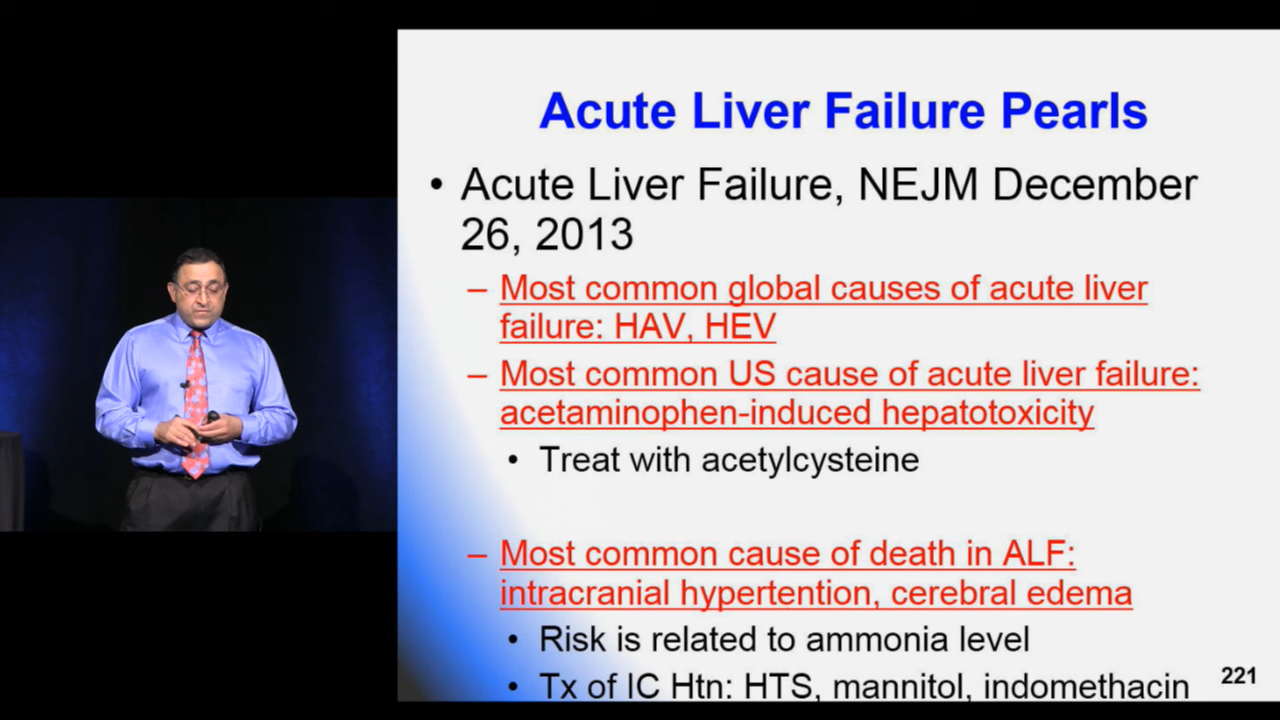 Acute Liver Failure Pearls
• Acute Liver Failure, NEJM December
26, 2013
– Most common global causes of acute liver
failure: HAV, HEV
– Most common US cause of acute liver failure:
acetaminophen-induced hepatotoxicity
• Treat with acetylcysteine
– Most common cause of death in ALF:
intracranial hypertention, cerebral edema
• Risk is related to ammonia level
• Tx of IC Htn: HTS, mannitol, indomethacin
221